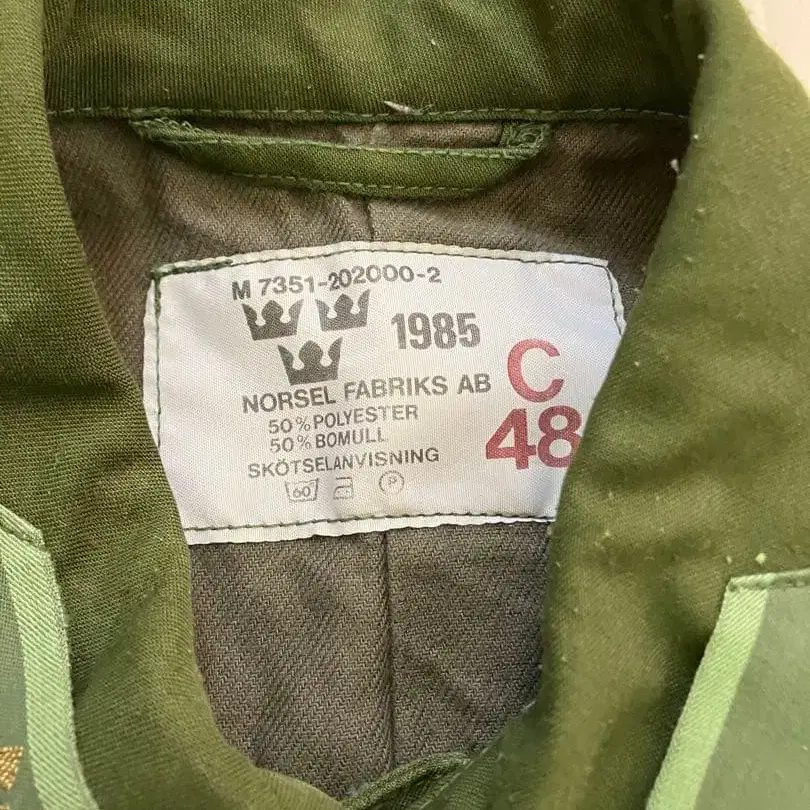 M 7351-202000-2
1985
NORSEL FABRIKS AB
C
48
50% POLYESTER
50% BOMULL
SKÖTSELANVISNING
60 P